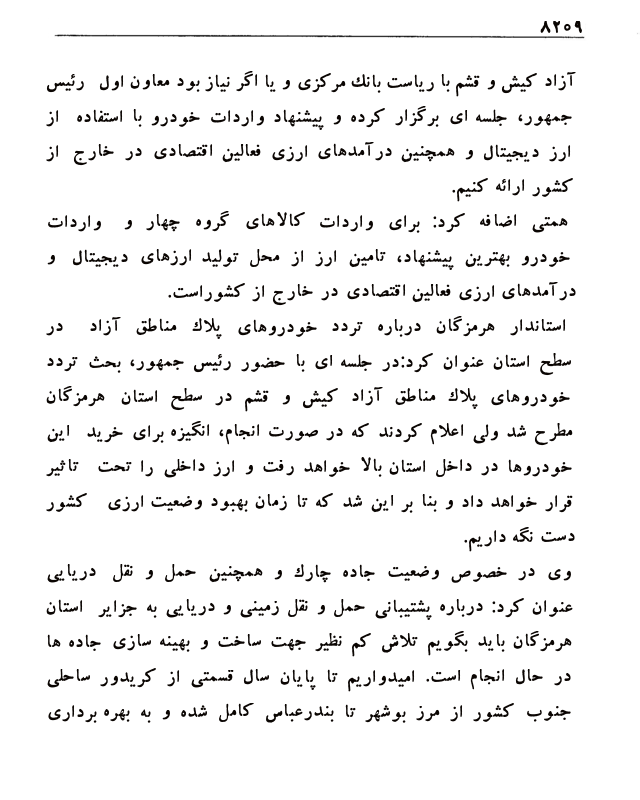 ۸۲۵۹
آزاد کیش و قشم با ریاست بانك مرکزی و یا اگر نیاز بود معاون اول رئیس
جمهور، جلسه ای برگزار کرده و پیشنهاد واردات خودرو با استفاده از
ارز دیجیتال و همچنین درآمدهای ارزی فعالین اقتصادی در خارج از
کشور ارائه کنیم.
همتی اضافه کرد: برای واردات کالاهای گروه چهار و واردات
خودرو بهترین پیشنهاد، تامین ارز از محل تولید ارزهای دیجیتال و
درآمدهای ارزی فعالین اقتصادی در خارج از کشوراست.
استاندار هرمزگان درباره تردد خودروهای پلاك مناطق آزاد در
سطح استان عنوان کرد:در جلسه ای با حضور رئیس جمهور، بحث تردد
خودروهای پلاك مناطق آزاد کیش و قشم در سطح استان هرمزگان
مطرح شد ولی اعلام کردند که در صورت انجام، انگیزه برای خرید این
خودروها در داخل استان بالا خواهد رفت و ارز داخلی را تحت تاثیر
قرار خواهد داد و بنا بر این شد که تا زمان بهبود وضعیت ارزی کشور
دست نگه داریم.
وی در خصوص وضعیت جاده چارك و همچنین حمل و نقل دریایی
عنوان کرد: درباره پشتیبانی حمل و نقل زمینی و دریایی به جزایر استان
هرمزگان باید بگویم تلاش کم نظیر جهت ساخت و بهینه سازی جاده ها
در حال انجام است. امیدواریم تا پایان سال قسمتی از کریدور ساحلی
جنوب کشور از مرز بوشهر تا بندرعباس کامل شده و به بهره برداری